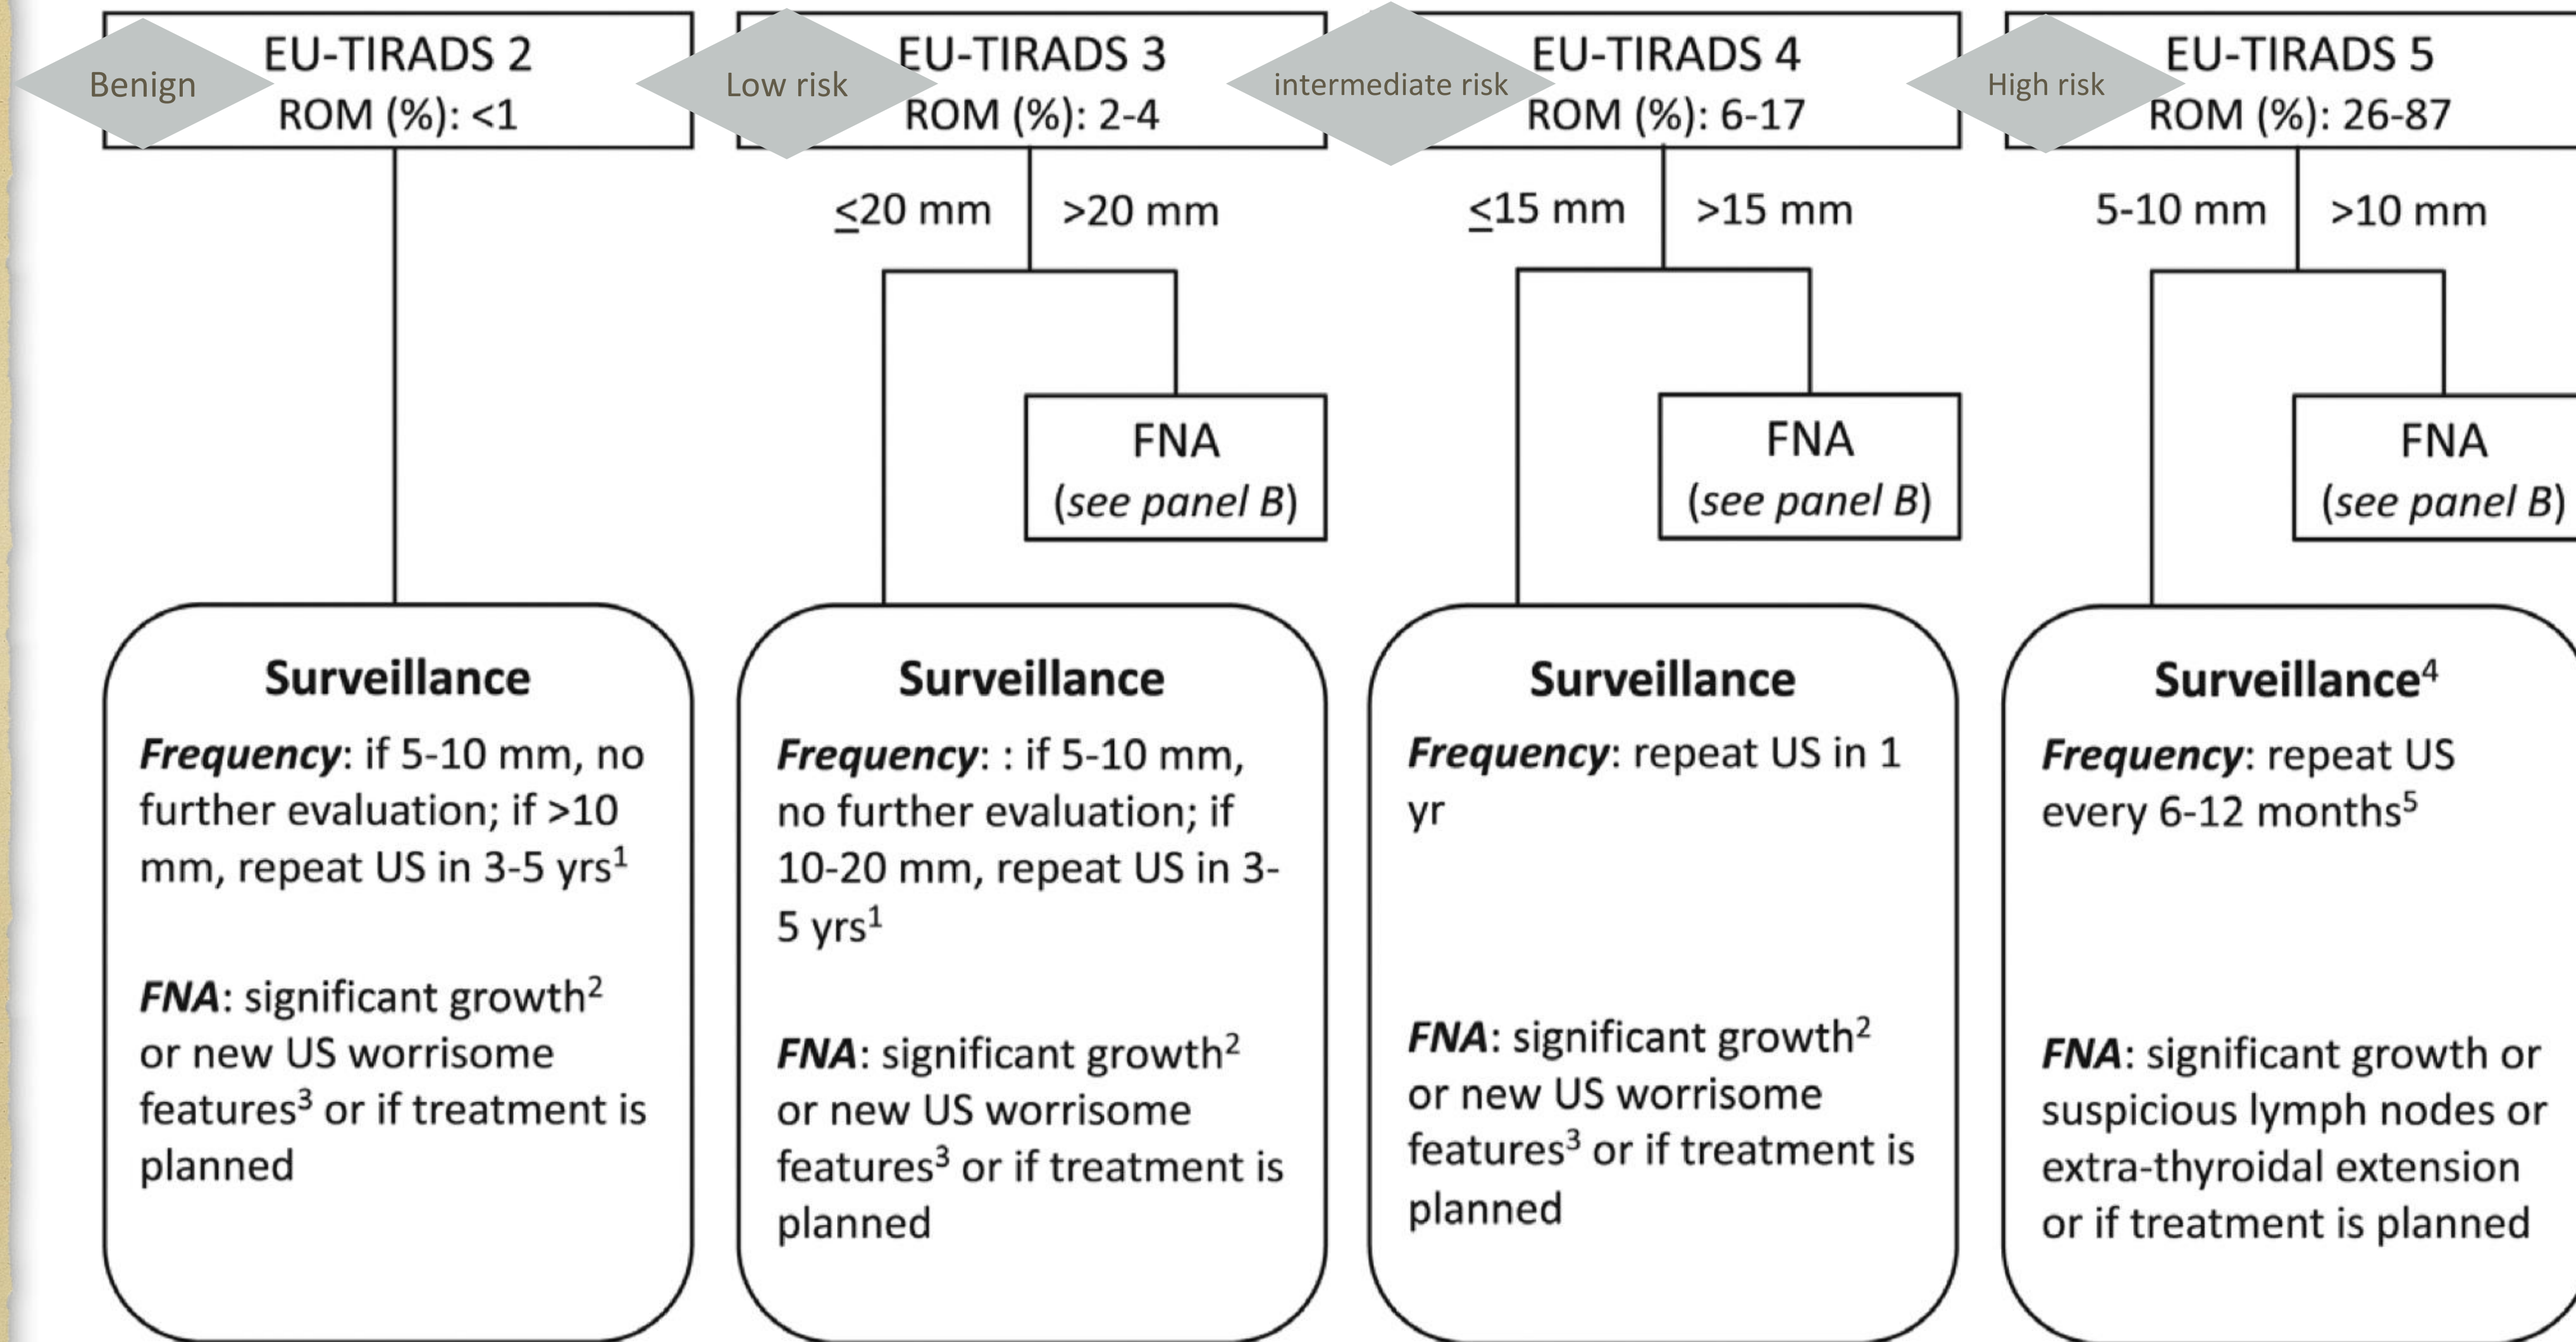 Benign
EU-TIRADS 2
ROM (%): <1
Surveillance
Frequency: if 5-10 mm, no
further evaluation; if >10
mm, repeat US in 3-5 yrs¹
FNA: significant growth²
or new US worrisome
features³ or if treatment is
planned
Low risk
EU-TIRADS 3
ROM (%): 2-4
≤20 mm
>20 mm
FNA
(see panel B)
Surveillance
Frequency: : if 5-10 mm,
no further evaluation; if
10-20 mm, repeat US in 3-
5 yrs¹
FNA: significant growth²
or new US worrisome
features³ or if treatment is
planned
intermediate risk
EU-TIRADS 4
ROM (%): 6-17
≤15 mm
>15 mm
FNA
(see panel B)
Surveillance
Frequency: repeat US in 1
yr
FNA: significant growth²
or new US worrisome
features³ or if treatment is
planned
High risk
EU-TIRADS 5
ROM (%): 26-87
5-10 mm
>10 mm
FNA
(see panel B)
Surveillance⁴
Frequency: repeat US
every 6-12 months⁵
FNA: significant growth or
suspicious lymph nodes or
extra-thyroidal extension
or if treatment is planned